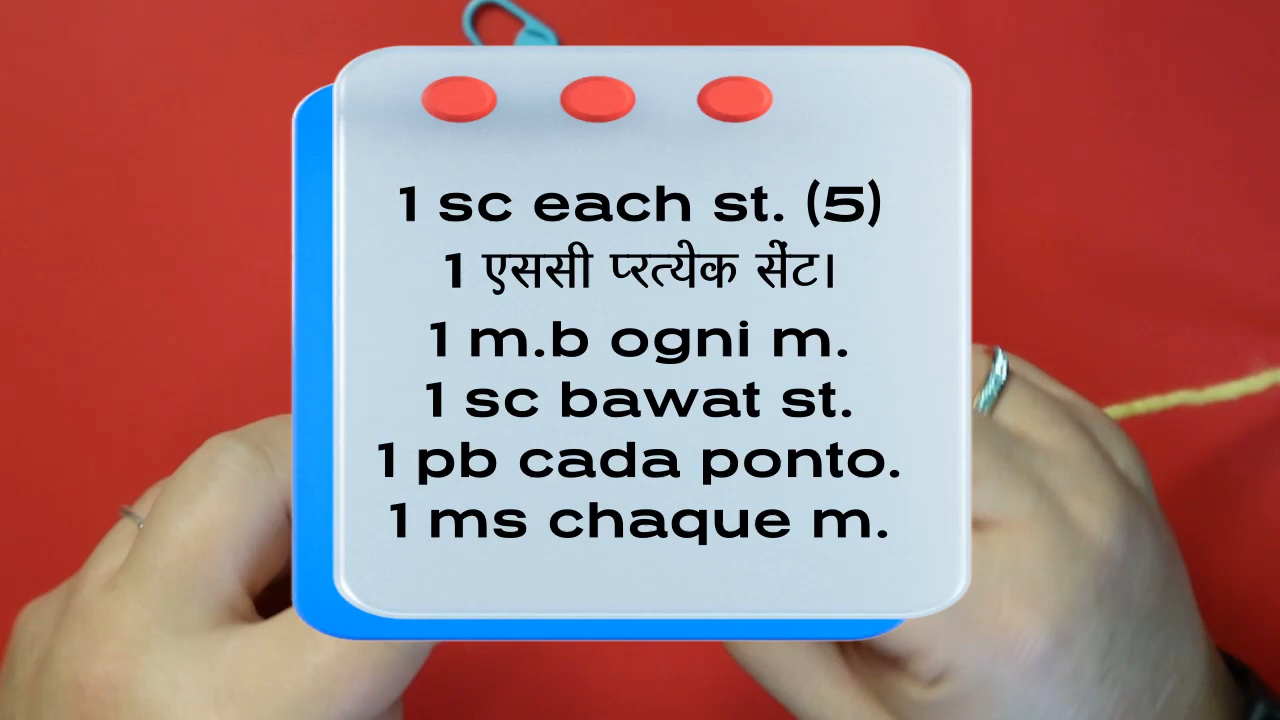 1 sc each st. (5)
1 एससी प्रत्येक सेंट।
1 m.b ogni m.
1 sc bawat st.
1 pb cada ponto.
1 ms chaque m.